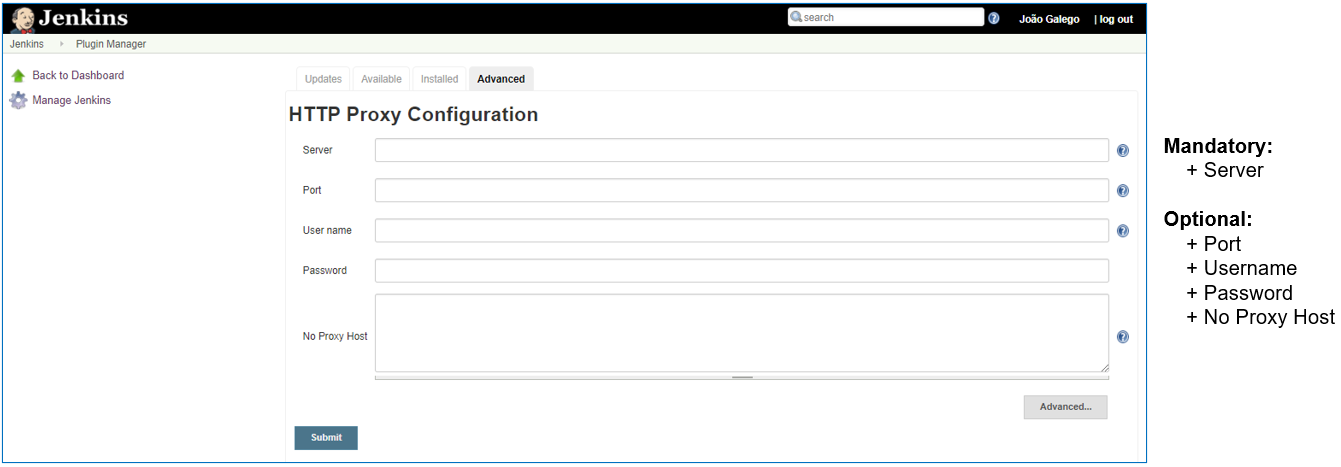 Jenkins
search
João Galego
| log out
Jenkins
Plugin Manager
Back to Dashboard
Manage Jenkins
Updates
Available
Installed
Advanced
HTTP Proxy Configuration
Server
Port
User name
Password
No Proxy Host
Advanced...
Submit
Mandatory:
+ Server
Optional:
+ Port
+ Username
+ Password
+ No Proxy Host